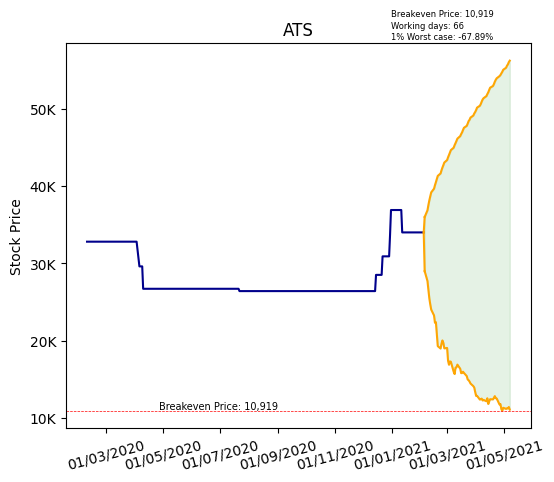 Breakeven Price: 10,919
Working days: 66
1% Worst case: -67.89%
ATS
Stock Price
50K
40K
30K
20K
10K
Breakeven Price: 10,919
01/03/2020 01/05/2020 01/07/2020 01/09/2020 01/11/2020 01/01/2021 01/03/2021 01/05/2021